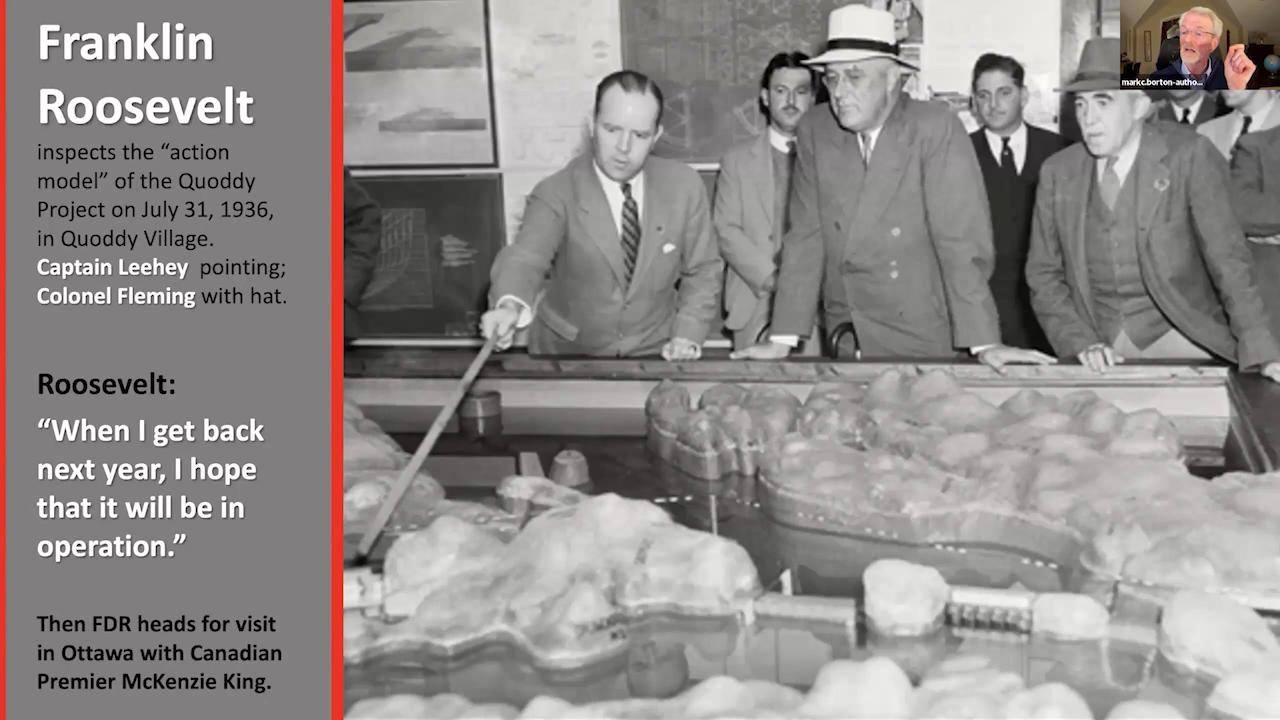 Franklin
Roosevelt
inspects the “action
model” of the Quoddy
Project on July 31, 1936,
in Quoddy Village.
Captain Leehey pointing;
Colonel Fleming with hat.
Roosevelt:
“When I get back
next year, I hope
that it will be in
operation.”
Then FDR heads for visit
in Ottawa with Canadian
Premier McKenzie King.
markc.borton-autho...